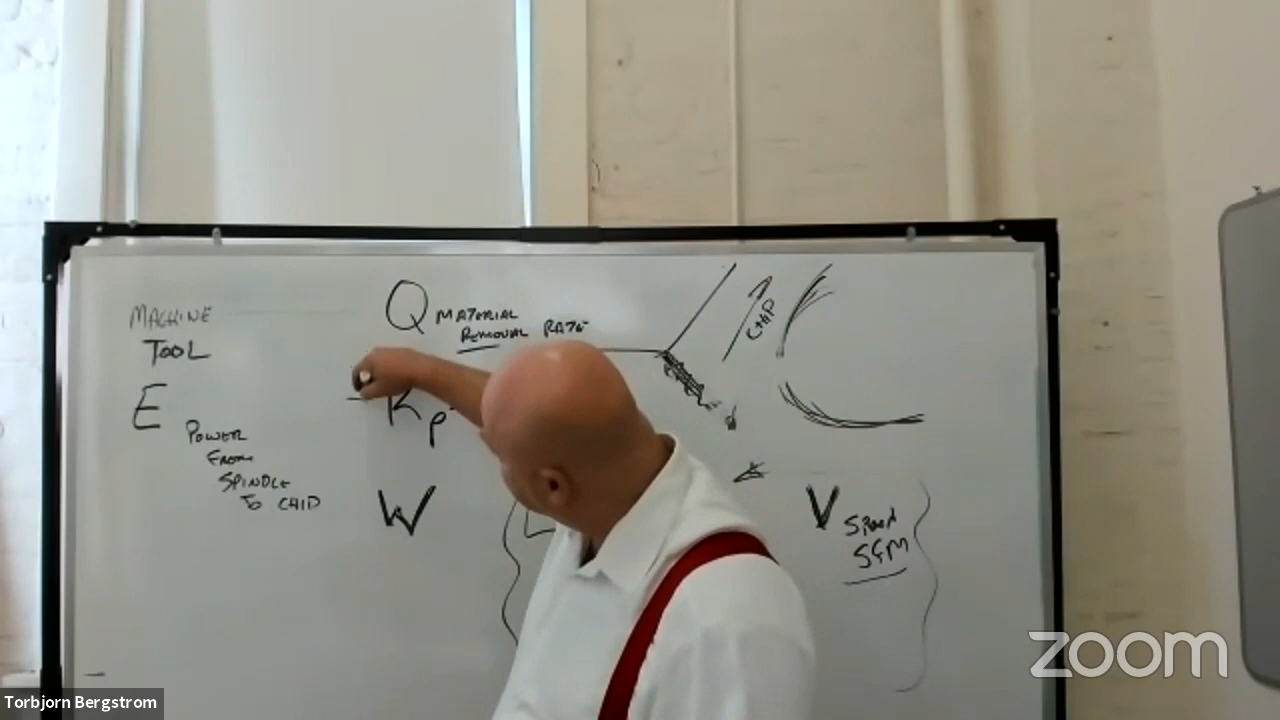 MACHINE
TOOL
E
POWER
FROM
SPINDLE
TO CHIP
Q MATERIAL
REMOVAL RATE
Kp
W
CHIP
V SPEED
SFM
zoom
Torbjorn Bergstrom